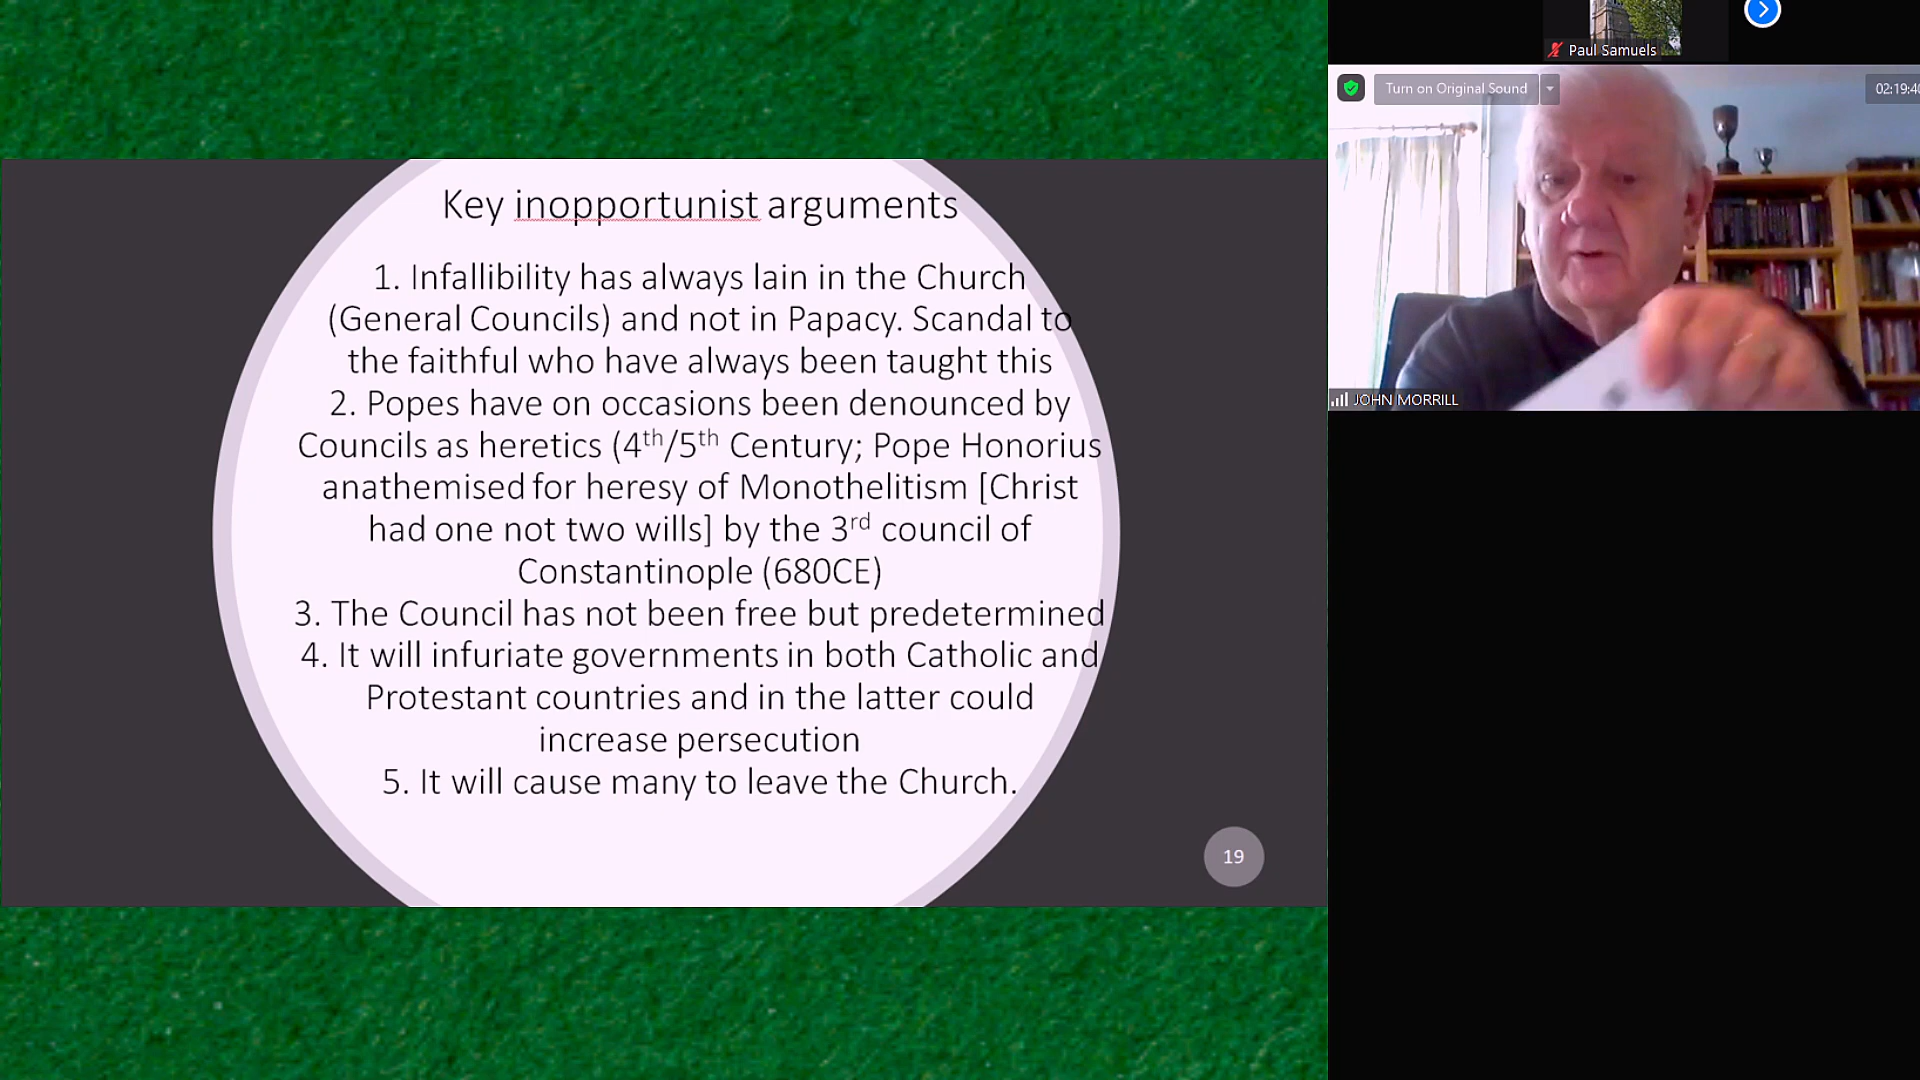 Key inopportunist arguments
1. Infallibility has always lain in the Church
(General Councils) and not in Papacy. Scandal to
the faithful who have always been taught this
2. Popes have on occasions been denounced by
Councils as heretics (4th/5th Century; Pope Honorius
anathemised for heresy of Monothelitism [Christ
had one not two wills] by the 3rd council of
Constantinople (680CE)
3. The Council has not been free but predetermined
4. It will infuriate governments in both Catholic and
Protestant countries and in the latter could
increase persecution
5. It will cause many to leave the Church.
19
Paul Samuels
Turn on Original Sound
02:19:40
JOHN MORRILL